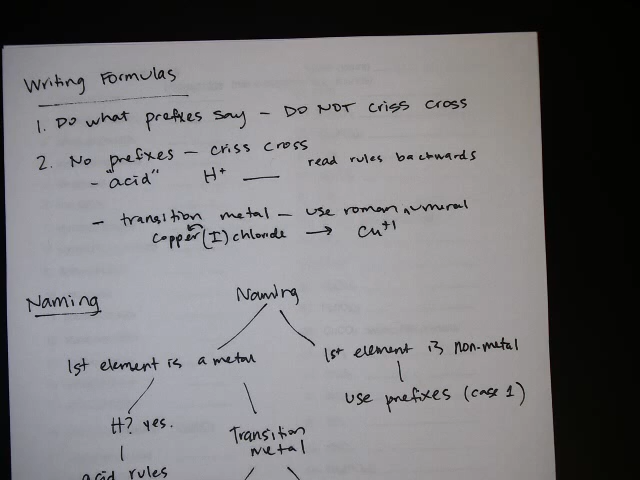 Writing Formulas
1. Do what prefixes say - DO NOT criss cross
2. No prefixes - criss cross
- "acid" H+ ___ read rules backwards
- transition metal - use roman numeral
copper (I) chloride → Cu+1
Naming
Naming
1st element is a metal
1st element is non-metal
use prefixes (case 1)
H? yes.
Transition
metal
acid rules